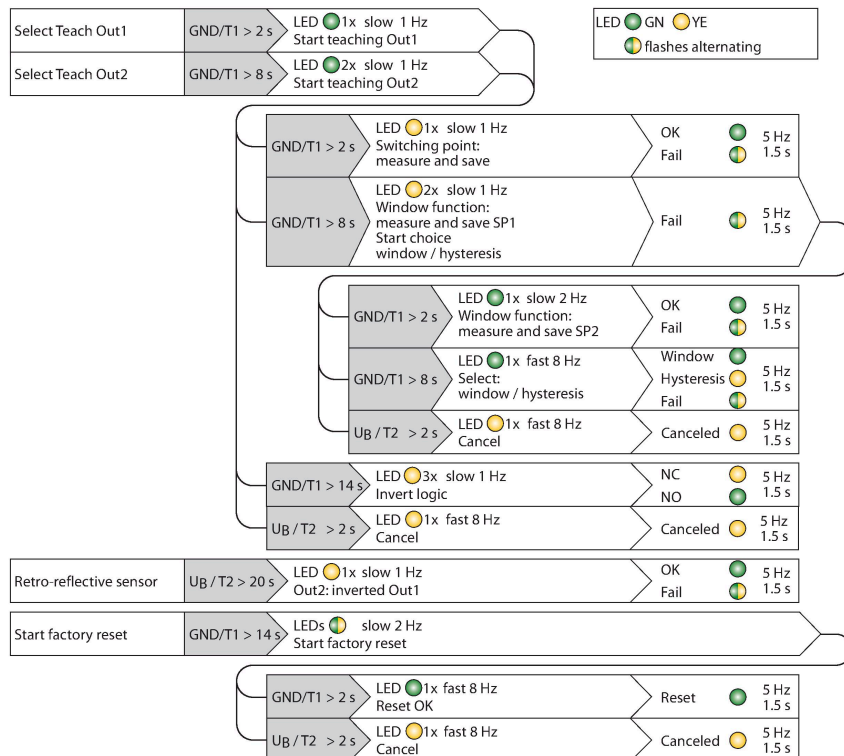 LED GN YE
flashes alternating
Select Teach Out1 GND/T1 > 2 s LED 1x slow 1 Hz
Start teaching Out1
Select Teach Out2 GND/T1 > 8 s LED 2x slow 1 Hz
Start teaching Out2
GND/T1 > 2 s LED 1x slow 1 Hz
Switching point:
measure and save
OK
Fail
5 Hz
1.5 s
GND/T1 > 8 s LED 2x slow 1 Hz
Window function:
measure and save SP1
Start choice
window / hysteresis
Fail
5 Hz
1.5 s
GND/T1 > 2 s LED 1x slow 2 Hz
Window function:
measure and save SP2
OK
Fail
5 Hz
1.5 s
GND/T1 > 8 s LED 1x fast 8 Hz
Select:
window / hysteresis
Window
Hysteresis
Fail
5 Hz
1.5 s
UB / T2 > 2 s LED 1x fast 8 Hz
Cancel
Canceled
5 Hz
1.5 s
GND/T1 > 14 s LED 3x slow 1 Hz
Invert logic
NC
NO
5 Hz
1.5 s
UB / T2 > 2 s LED 1x fast 8 Hz
Cancel
Canceled
5 Hz
1.5 s
Retro-reflective sensor UB / T2 > 20 s LED 1x slow 1 Hz
Out2: inverted Out1
OK
Fail
5 Hz
1.5 s
Start factory reset GND/T1 > 14 s LEDs slow 2 Hz
Start factory reset
GND/T1 > 2 s LED 1x fast 8 Hz
Reset OK
Reset
5 Hz
1.5 s
UB / T2 > 2 s LED 1x fast 8 Hz
Cancel
Canceled
5 Hz
1.5 s